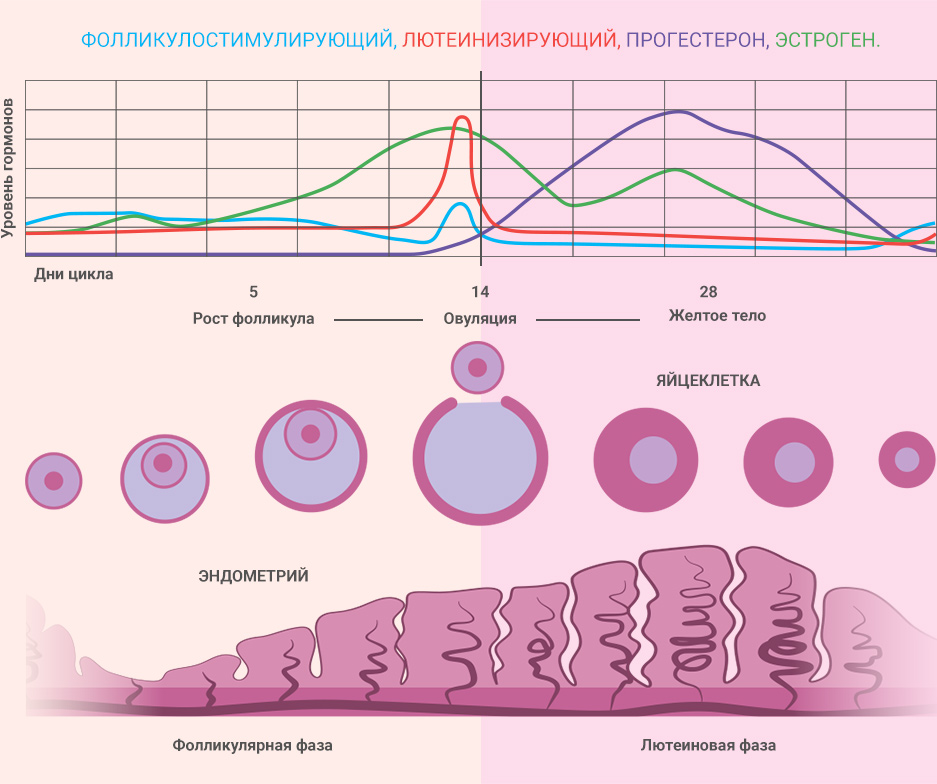 ФОЛЛИКУЛОСТИМУЛИРУЮЩИЙ, ЛЮТЕИНИЗИРУЮЩИЙ, ПРОГЕСТЕРОН, ЭСТРОГЕН.
Уровень гормонов
Дни цикла
5 14 28
Рост фолликула Овуляция Желтое тело
ЯЙЦЕКЛЕТКА
ЭНДОМЕТРИЙ
Фолликулярная фаза Лютеиновая фаза